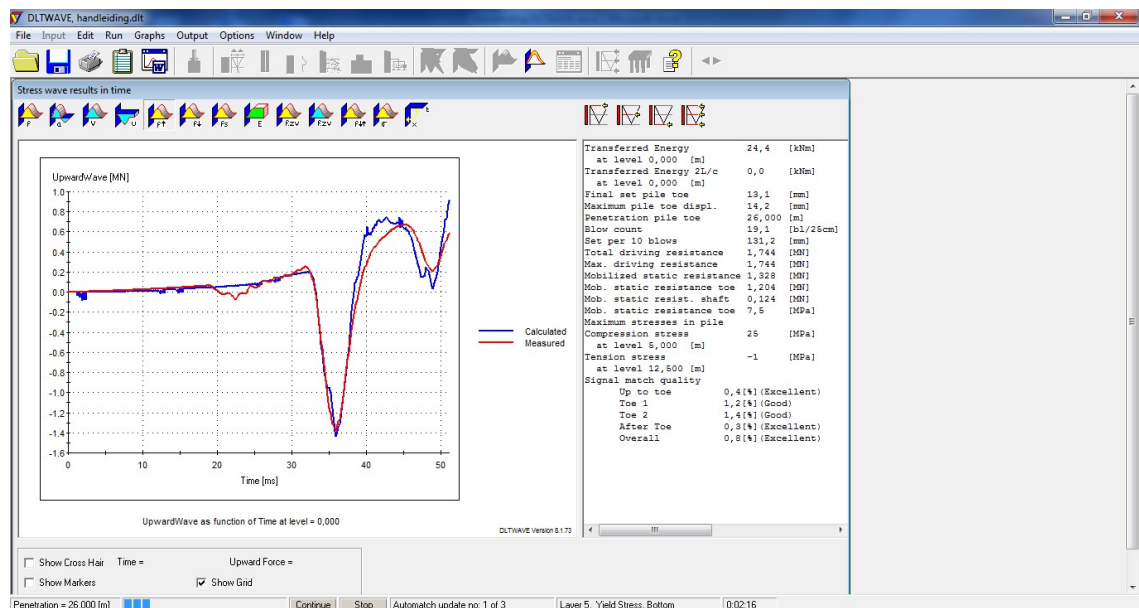 DLTWAVE, handleiding.dlt
File Input Edit Run Graphs Output Options Window Help
Stress wave results in time
UpwardWave [MN]
1.0
0.8
0.6
0.4
0.2
0.0
-0.2
-0.4
-0.6
-0.8
-1.0
-1.2
-1.4
-1.6
0 10 20 30 40 50
Time [ms]
Calculated
Measured
UpwardWave as function of Time at level = 0,000
DLTWAVE Version 8.1.73
Transferred Energy 24,4 [kNm]
at level 0,000 [m]
Transferred Energy 2L/c 0,0 [kNm]
at level 0,000 [m]
Final set pile toe 13,1 [mm]
Maximum pile toe displ. 14,2 [mm]
Penetration pile toe 26,000 [m]
Blow count 19,1 [bl/25cm]
Set per 10 blows 131,2 [mm]
Total driving resistance 1,744 [MN]
Max. driving resistance 1,744 [MN]
Mobilized static resistance 1,328 [MN]
Mob. static resistance toe 1,204 [MN]
Mob. static resist. shaft 0,124 [MN]
Mob. static resistance toe 7,5 [MPa]
Maximum stresses in pile
Compression stress 25 [MPa]
at level 5,000 [m]
Tension stress -1 [MPa]
at level 12,500 [m]
Signal match quality
Up to toe 0,4[%](Excellent)
Toe 1 1,2[%](Good)
Toe 2 1,4[%](Good)
After Toe 0,3[%](Excellent)
Overall 0,8[%](Excellent)
Show Cross Hair Time = Upward Force =
Show Markers Show Grid
Penetration = 26.000 [m] Continue Stop Automatch update no: 1 of 3 Layer 5, Yield Stress, Bottom 0:02:16